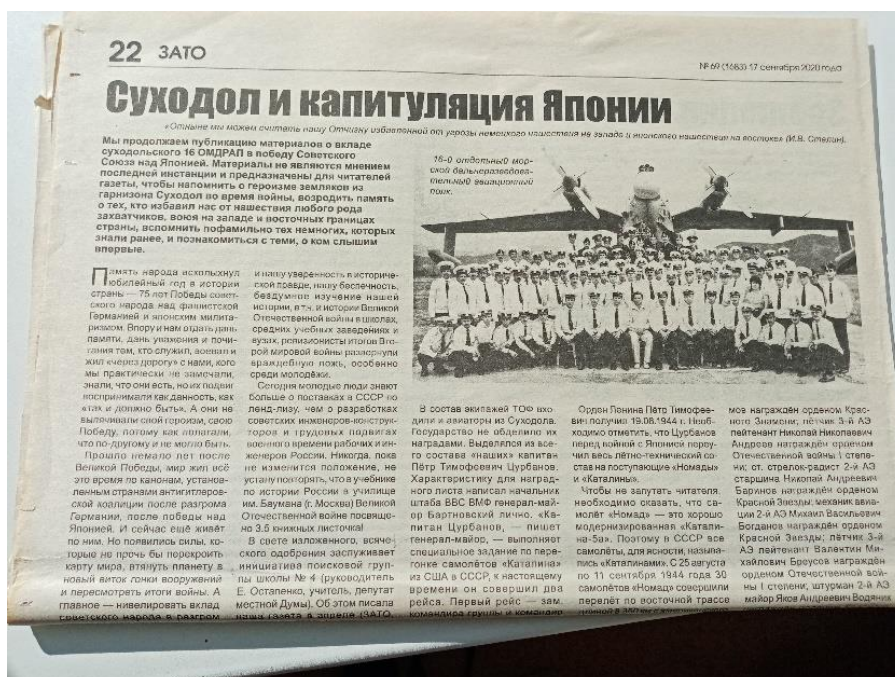 22 ЗАТО
№ 69 (1683) 17 сентября 2020 года
Суходол и капитуляция Японии
«Отныне мы можем считать нашу Отчизну избавленной от угрозы немецкого нашествия на западе и японского нашествия на востоке» (И.В. Сталин).
Мы продолжаем публикацию материалов о вкладе
суходольского 16 ОМДРАП в победу Советского
Союза над Японией. Материалы не являются мнением
последней инстанции и предназначены для читателей
газеты, чтобы напомнить о героизме земляков из
гарнизона Суходол во время войны, возродить память
о тех, кто избавил нас от нашествия любого рода
захватчиков, воюя на западе и восточных границах
страны, вспомнить пофамильно тех немногих, которых
знали ранее, и познакомиться с теми, о ком слышим
впервые.
16-й отдельный мор-
ской дальнеразведова-
тельный авиационный
полк.
Память народа всколыхнул
юбилейный год в истории
страны — 75 лет Победы совет-
ского народа над фашистской
Германией и японским милита-
ризмом. Впору и нам отдать дань
памяти, дань уважения и почи-
тания тем, кто служил, воевал и
жил «через дорогу» с нами, кого
мы практически не замечали,
знали, что они есть, но их подвиг
воспринимали как данность, как
«так и должно быть». А они не
выпячивали свой героизм, свою
Победу, потому как полагали,
что по-другому и не могло быть.
Прошло немало лет после
Великой Победы, мир жил всё
это время по канонам, установ-
ленным странами антигитлеров-
ской коалиции после разгрома
Германии, после победы над
Японией. И сейчас ещё живёт
по ним. Но появились силы, ко-
торые не прочь бы перекроить
карту мира, втянуть планету в
новый виток гонки вооружений
и пересмотреть итоги войны. А
главное — нивелировать вклад
советского народа в разгром
и нашу уверенность в историче-
ской правде, нашу беспечность,
бездумное изучение нашей
истории, в т.ч. и истории Великой
Отечественной войны в школах,
средних учебных заведениях и
вузах, ревизионисты итогов Вто-
рой мировой войны развернули
враждебную ложь, особенно
среди молодёжи.
Сегодня молодые люди знают
больше о поставках в СССР по
ленд-лизу, чем о разработках
советских инженеров-конструк-
торов и трудовых подвигах
военного времени рабочих и ин-
женеров России. Никогда, пока
не изменится положение, не
устану повторять, что в учебнике
по истории России в училище
им. Баумана (г. Москва) Великой
Отечественной войне посвяще-
но 3,5 книжных листочка!
В свете изложенного, всяче-
ского одобрения заслуживает
инициатива поисковой груп-
пы школы № 4 (руководитель
Е. Остапенко, учитель, депутат
местной Думы). Об этом писала
наша газета в апреле (ЗАТО,
В состав экипажей ТОФ вхо-
дили и авиаторы из Суходола.
Государство не обделило их
наградами. Выделялся из все-
го состава «наших» капитан
Пётр Тимофеевич Цурбанов.
Характеристику для наград-
ного листа написал начальник
штаба ВВС ВМФ генерал-май-
ор Бартновский лично. «Ка-
питан Цурбанов, — пишет
генерал-майор, — выполняет
специальное задание по пере-
гонке самолётов «Каталина»
из США в СССР, к настоящему
времени он совершил два
рейса. Первый рейс — зам.
командира группы и командир
Орден Ленина Пётр Тимофее-
вич получил 19.08.1944 г. Необ-
ходимо отметить, что Цурбанов
перед войной с Японией переу-
чил весь лётно-технический со-
став на поступающие «Номады»
и «Каталины».
Чтобы не запутать читателя,
необходимо сказать, что са-
молёт «Номад» — это хорошо
модернизированная «Катали-
на-5а». Поэтому в СССР все
самолёты, для ясности, называ-
лись «Каталинами». С 25 августа
по 11 сентября 1944 года 30
самолётов «Номад» совершили
перелёт по восточной трассе
мов награждён орденом Крас-
ного Знамени; лётчик 3-й АЭ
лейтенант Николай Николаевич
Андреев награждён орденом
Отечественной войны I степе-
ни; ст. стрелок-радист 2-й АЭ
старшина Николай Андреевич
Баринов награждён орденом
Красной Звезды; механик авиа-
ции 2-й АЭ Михаил Васильевич
Богданов награждён орденом
Красной Звезды; лётчик 3-й
АЭ лейтенант Валентин Ми-
хайлович Бреусов награждён
орденом Отечественной вой-
ны I степени; штурман 2-й АЭ
майор Яков Андреевич Водяник